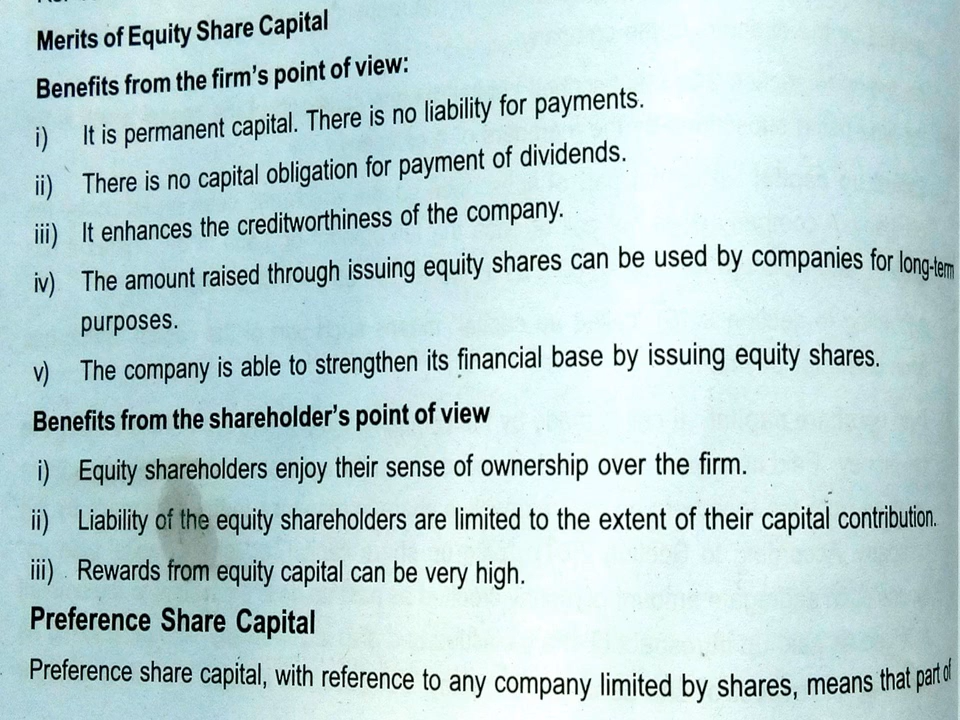 Merits of Equity Share Capital
Benefits from the firm's point of view:
i) It is permanent capital. There is no liability for payments.
ii) There is no capital obligation for payment of dividends.
iii) It enhances the creditworthiness of the company.
iv) The amount raised through issuing equity shares can be used by companies for long-term
purposes.
v) The company is able to strengthen its financial base by issuing equity shares.
Benefits from the shareholder's point of view
i) Equity shareholders enjoy their sense of ownership over the firm.
ii) Liability of the equity shareholders are limited to the extent of their capital contribution.
iii) Rewards from equity capital can be very high.
Preference Share Capital
Preference share capital, with reference to any company limited by shares, means that part of